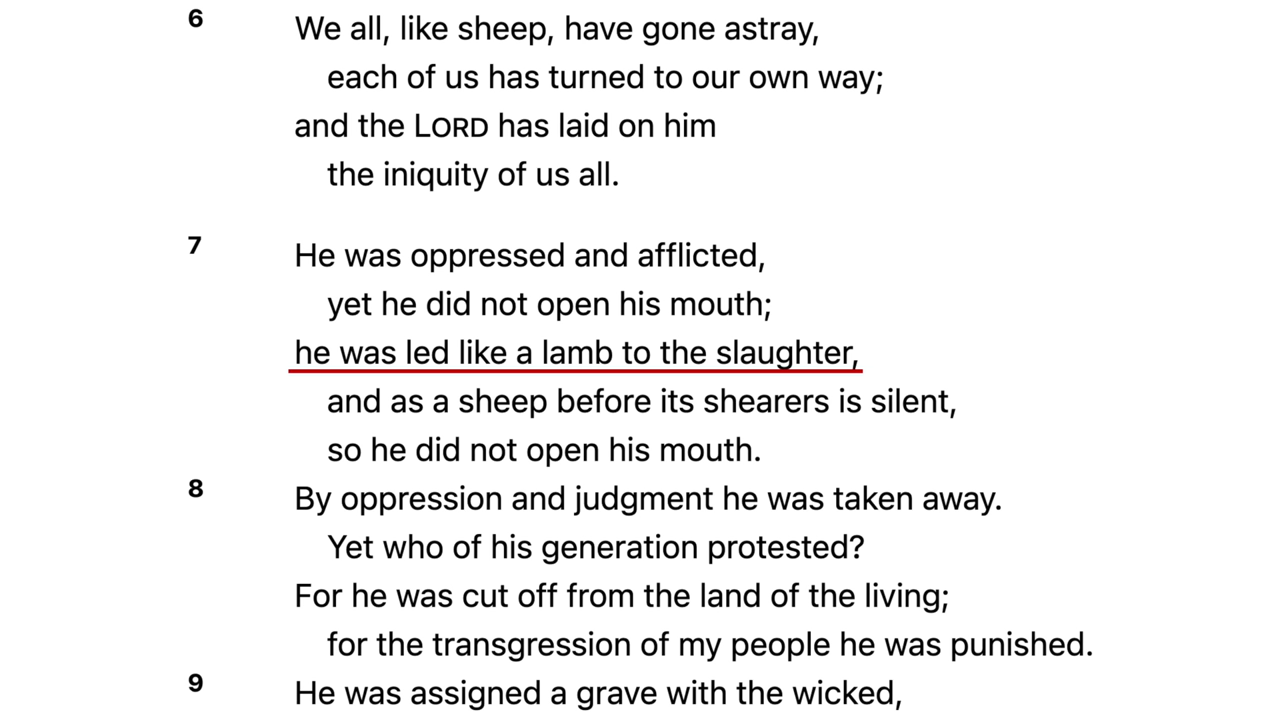 6 We all, like sheep, have gone astray,
each of us has turned to our own way;
and the LORD has laid on him
the iniquity of us all.
7 He was oppressed and afflicted,
yet he did not open his mouth;
he was led like a lamb to the slaughter,
and as a sheep before its shearers is silent,
so he did not open his mouth.
8 By oppression and judgment he was taken away.
Yet who of his generation protested?
For he was cut off from the land of the living;
for the transgression of my people he was punished.
9 He was assigned a grave with the wicked,